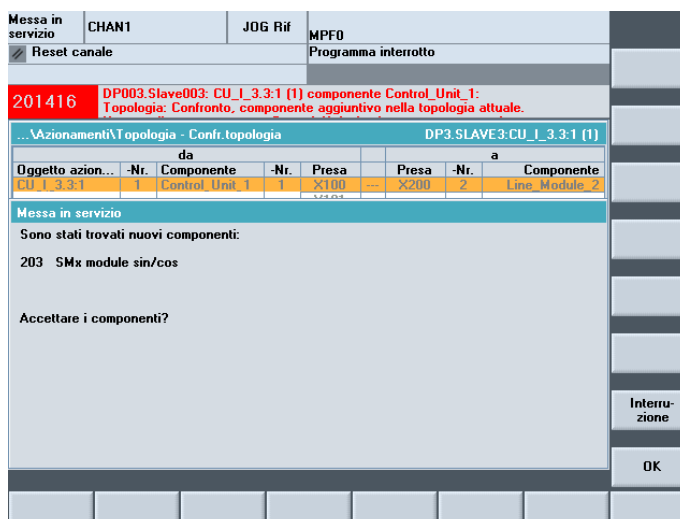 Messa in servizio
CHAN1
JOG Rif
MPF0
Reset canale
Programma interrotto
201416
DP003.Slave003: CU_I_3.3:1 (1) componente Control_Unit_1:
Topologia: Confronto, componente aggiuntivo nella topologia attuale.
...\Azionamenti\Topologia - Confr.topologia
DP3.SLAVE3:CU_I_3.3:1 (1)
da
a
Oggetto azion... -Nr. Componente -Nr. Presa Presa -Nr. Componente
CU_I_3.3:1 1 Control_Unit_1 1 X100 --- X200 2 Line_Module_2
Messa in servizio
Sono stati trovati nuovi componenti:
203 SMx module sin/cos
Accettare i componenti?
Interru-
zione
OK